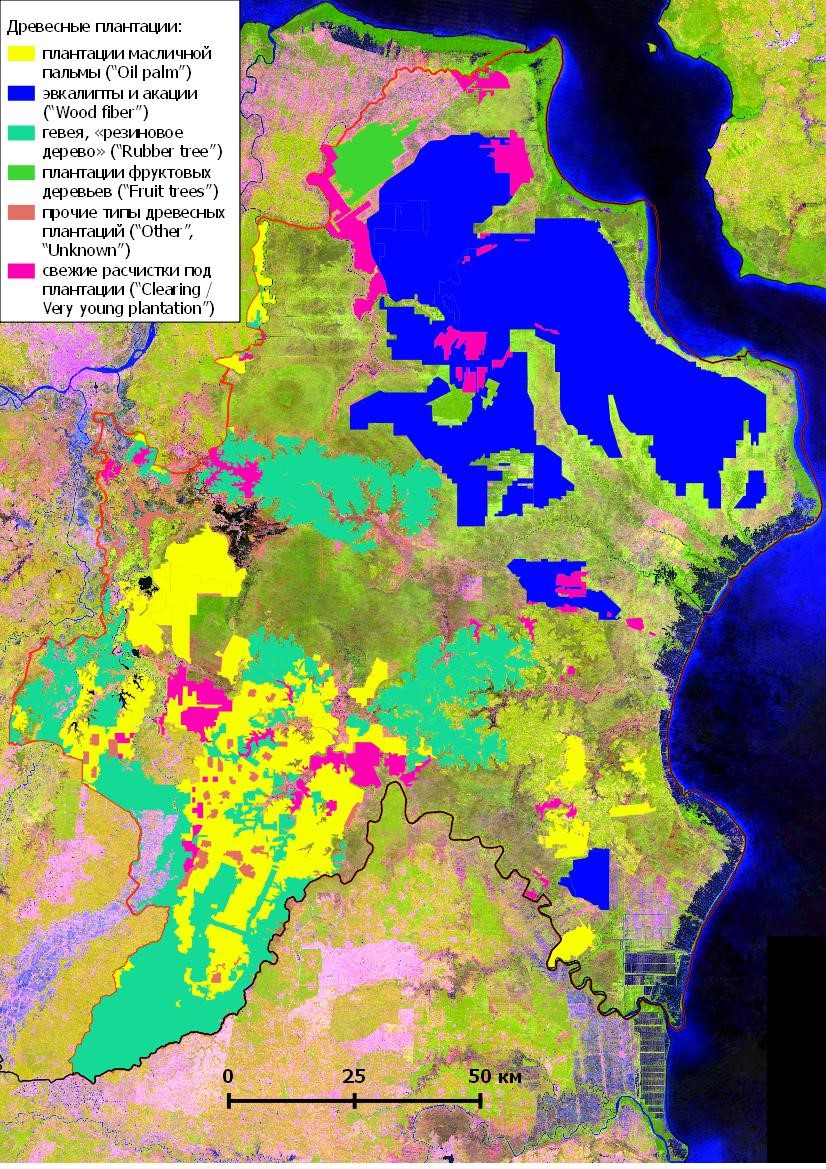 Древесные плантации:
плантации масличной
пальмы (“Oil palm”)
эвкалипты и акации
(“Wood fiber”)
гевея, «резиновое
дерево» (“Rubber tree”)
плантации фруктовых
деревьев (“Fruit trees”)
прочие типы древесных
плантаций (“Other”,
“Unknown”)
свежие расчистки под
плантации (“Clearing /
Very young plantation”)
0 25 50 км